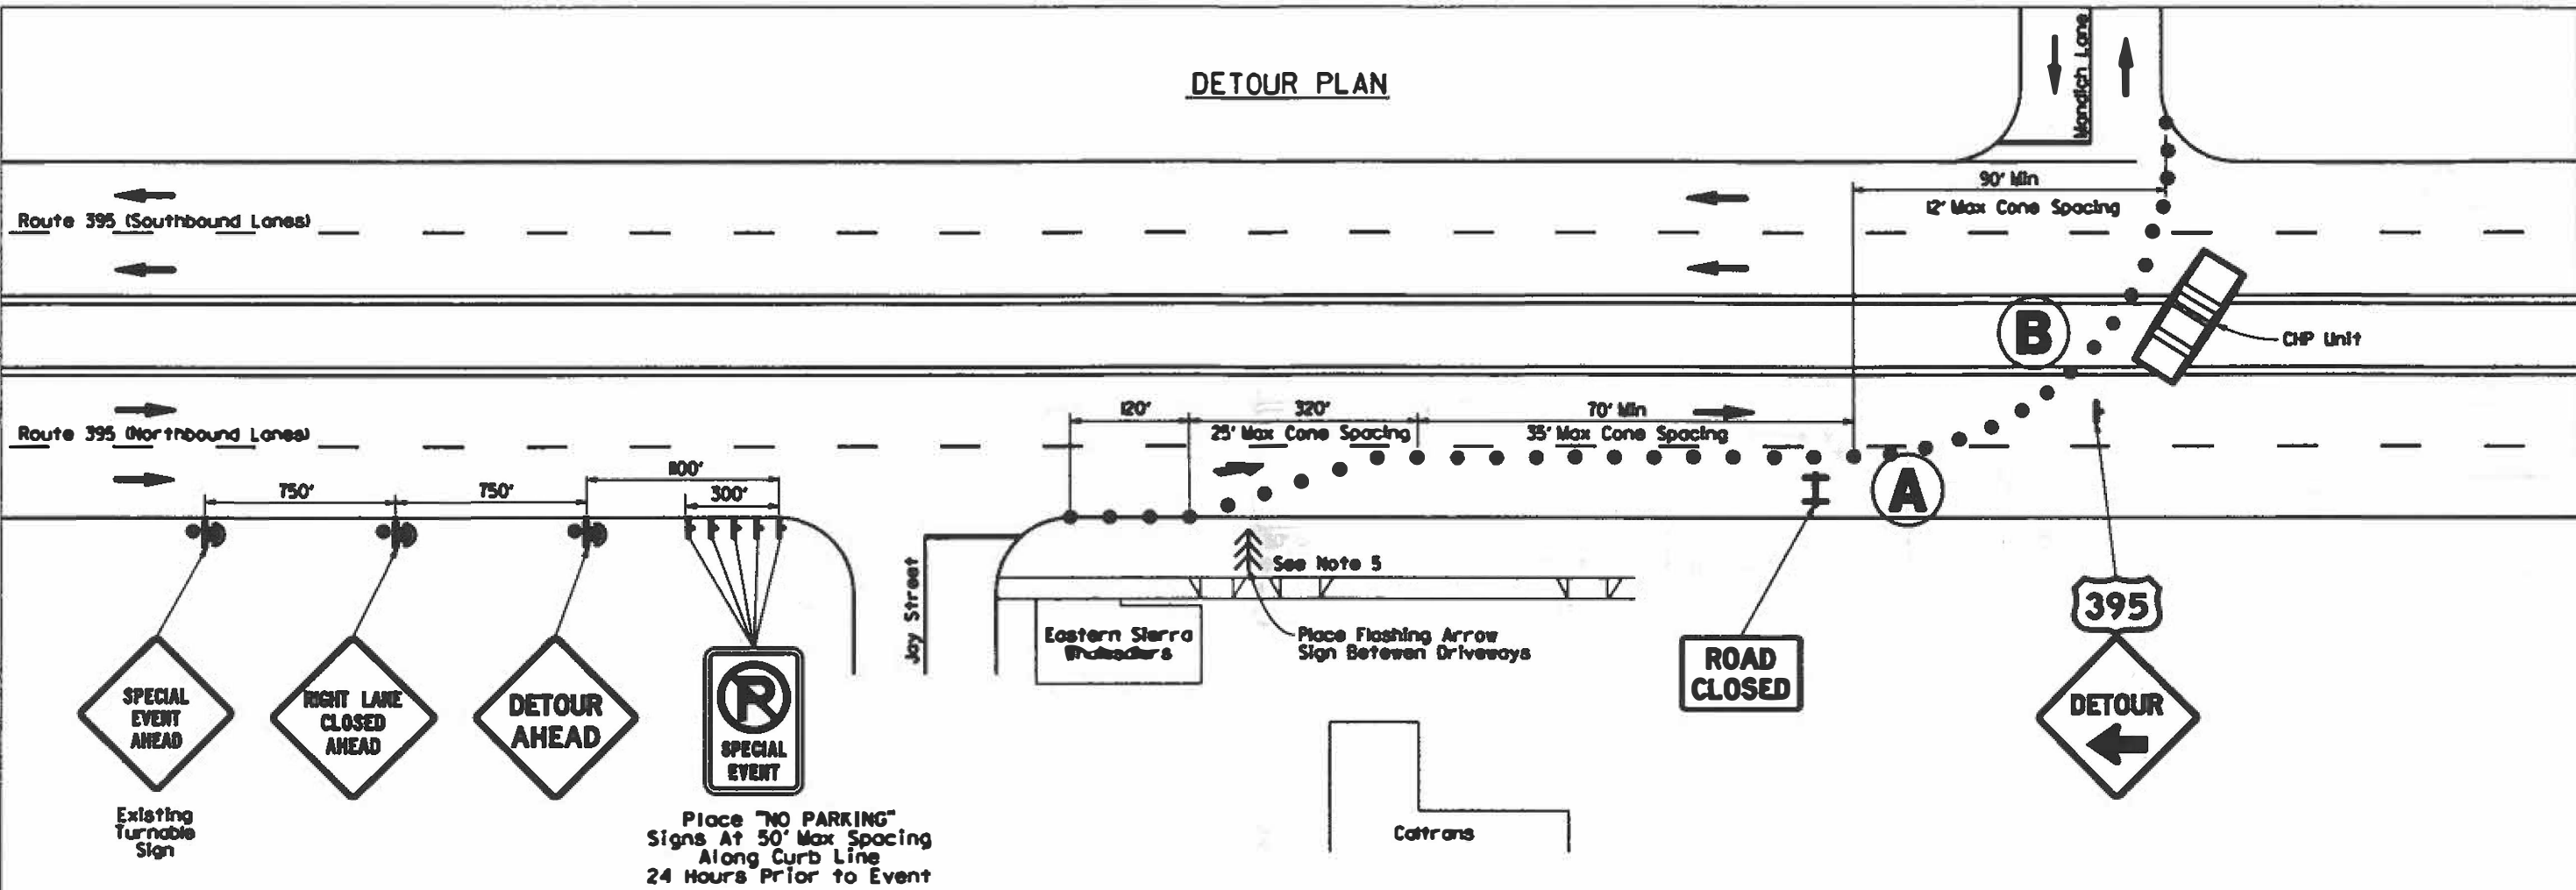 DETOUR PLAN
Mandich Lane
90' Min
12' Max Cone Spacing
Route 395 (Southbound Lanes)
B
CHP Unit
120'
320'
70' Min
25' Max Cone Spacing
35' Max Cone Spacing
Route 395 (Northbound Lanes)
1100'
750'
750'
300'
A
Jay Street
See Note 5
Eastern Sierra
Place Flashing Arrow
Sign Betewen Driveways
ROAD
CLOSED
395
DETOUR
SPECIAL
EVENT
AHEAD
RIGHT LANE
CLOSED
AHEAD
DETOUR
AHEAD
P
SPECIAL
EVENT
Existing
Turnable
Sign
Place "NO PARKING"
Signs At 50' Max Spacing
Along Curb Line
24 Hours Prior to Event
Caltrans